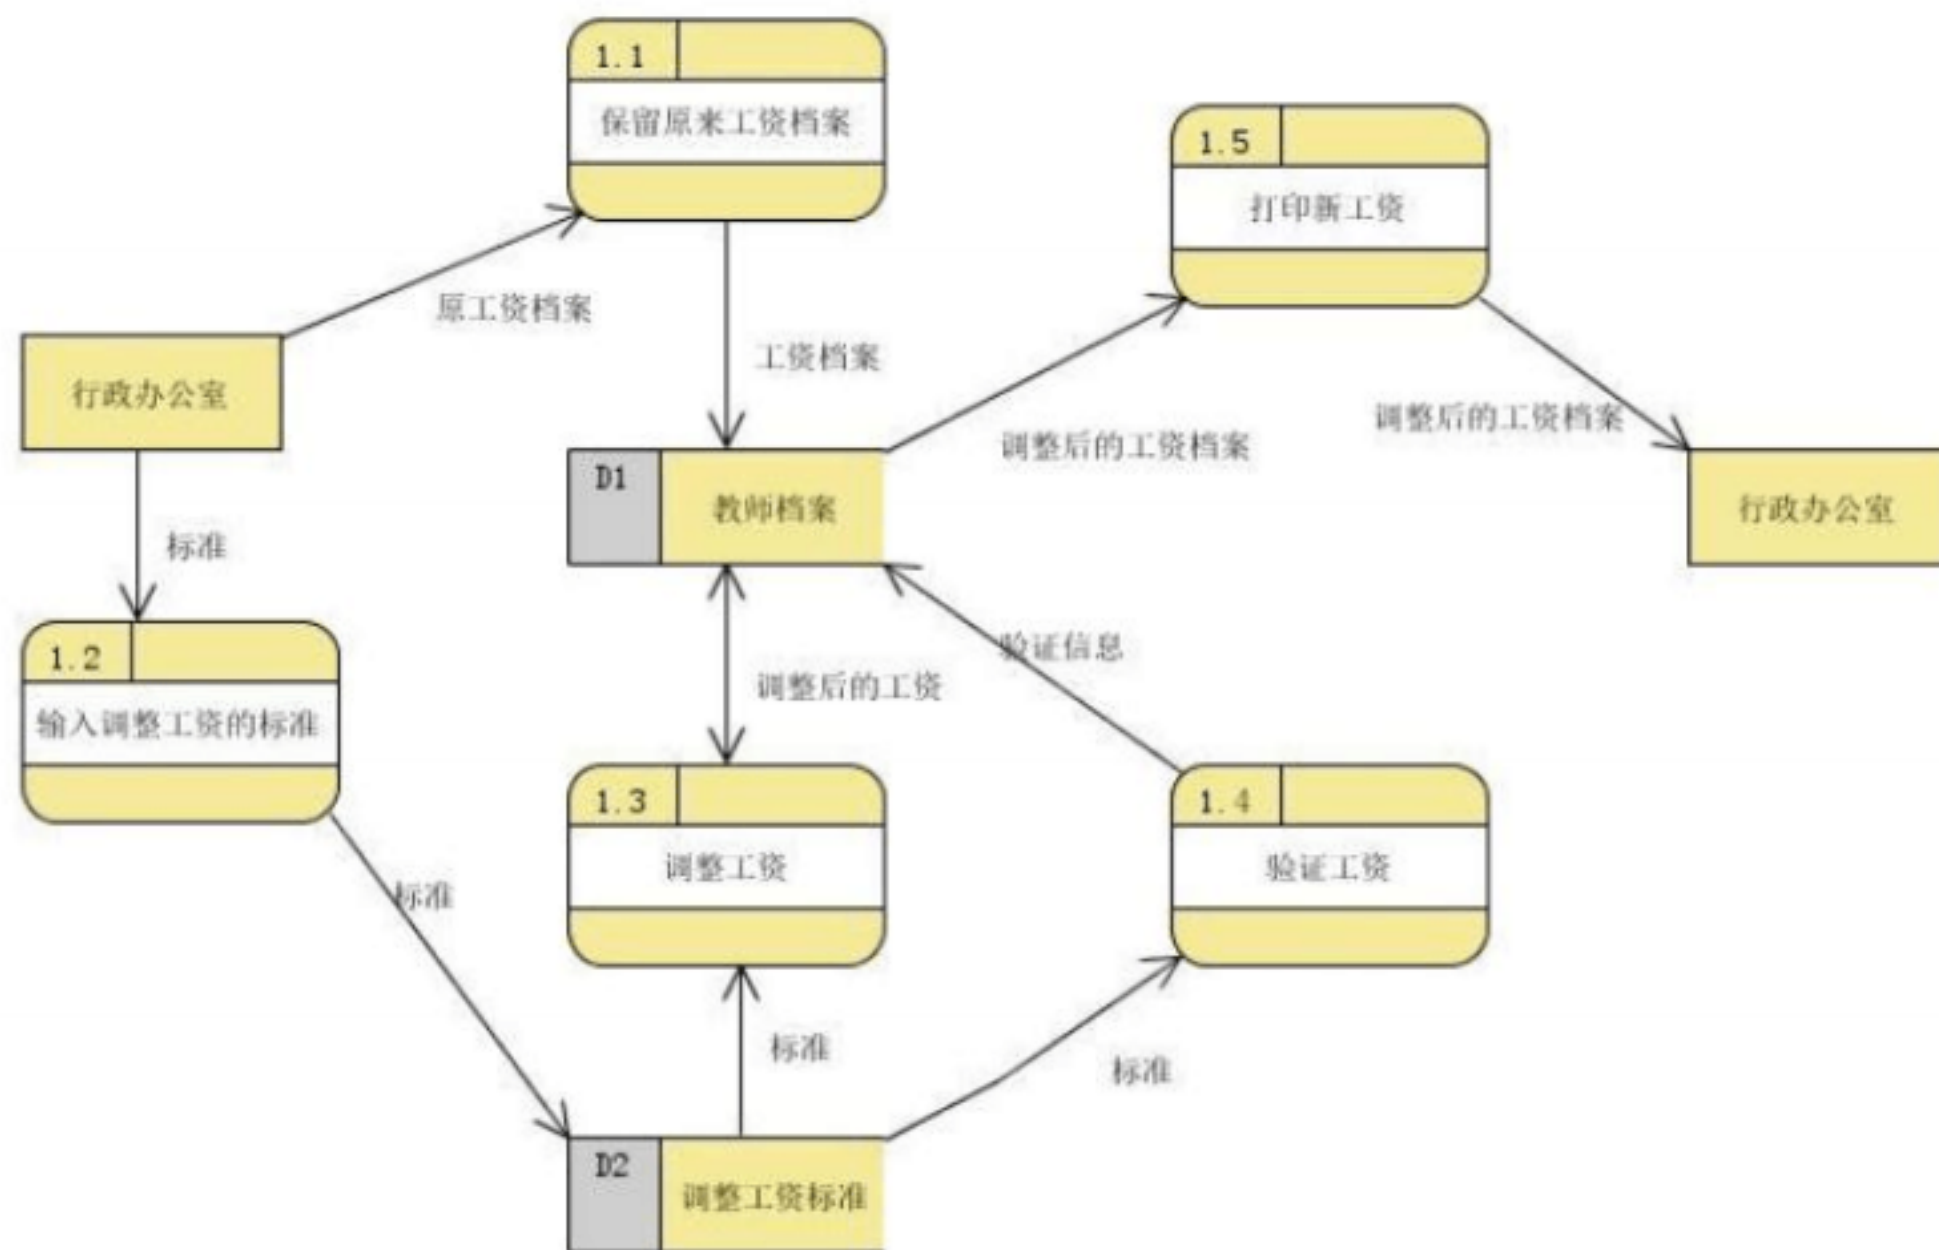 1.1
保留原来工资档案
1.5
打印新工资
原工资档案
工资档案
行政办公室
调整后的工资档案
调整后的工资档案
D1
教师档案
行政办公室
标准
1.2
输入调整工资的标准
验证信息
调整后的工资
1.3
调整工资
1.4
验证工资
标准
标准
标准
D2
调整工资标准